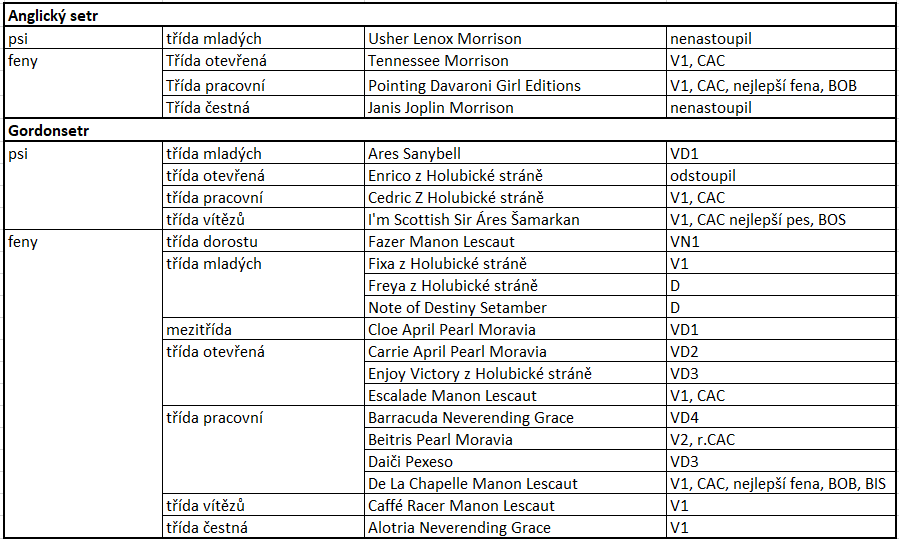 Anglický setr
psi třída mladých Usher Lenox Morrison nenastoupil
feny Třída otevřená Tennessee Morrison V1, CAC
Třída pracovní Pointing Davaroni Girl Editions V1, CAC, nejlepší fena, BOB
Třída čestná Janis Joplin Morrison nenastoupil
Gordonsetr
psi třída mladých Ares Sanybell VD1
třída otevřená Enrico z Holubické stráně odstoupil
třída pracovní Cedric Z Holubické stráně V1, CAC
třída vítězů I'm Scottish Sir Áres Šamarkan V1, CAC nejlepší pes, BOS
feny třída dorostu Fazer Manon Lescaut VN1
třída mladých Fixa z Holubické stráně V1
Freya z Holubické stráně D
Note of Destiny Setamber D
mezitřída Cloe April Pearl Moravia VD1
třída otevřená Carrie April Pearl Moravia VD2
Enjoy Victory z Holubické stráně VD3
Escalade Manon Lescaut V1, CAC
třída pracovní Barracuda Neverending Grace VD4
Beitris Pearl Moravia V2, r.CAC
Daiči Pexeso VD3
De La Chapelle Manon Lescaut V1, CAC, nejlepší fena, BOB, BIS
třída vítězů Caffé Racer Manon Lescaut V1
třída čestná Alotria Neverending Grace V1